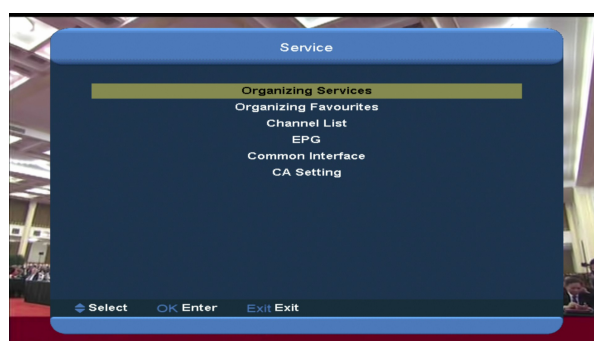 Service
Organizing Services
Organizing Favourites
Channel List
EPG
Common Interface
CA Setting
Select OK Enter Exit Exit